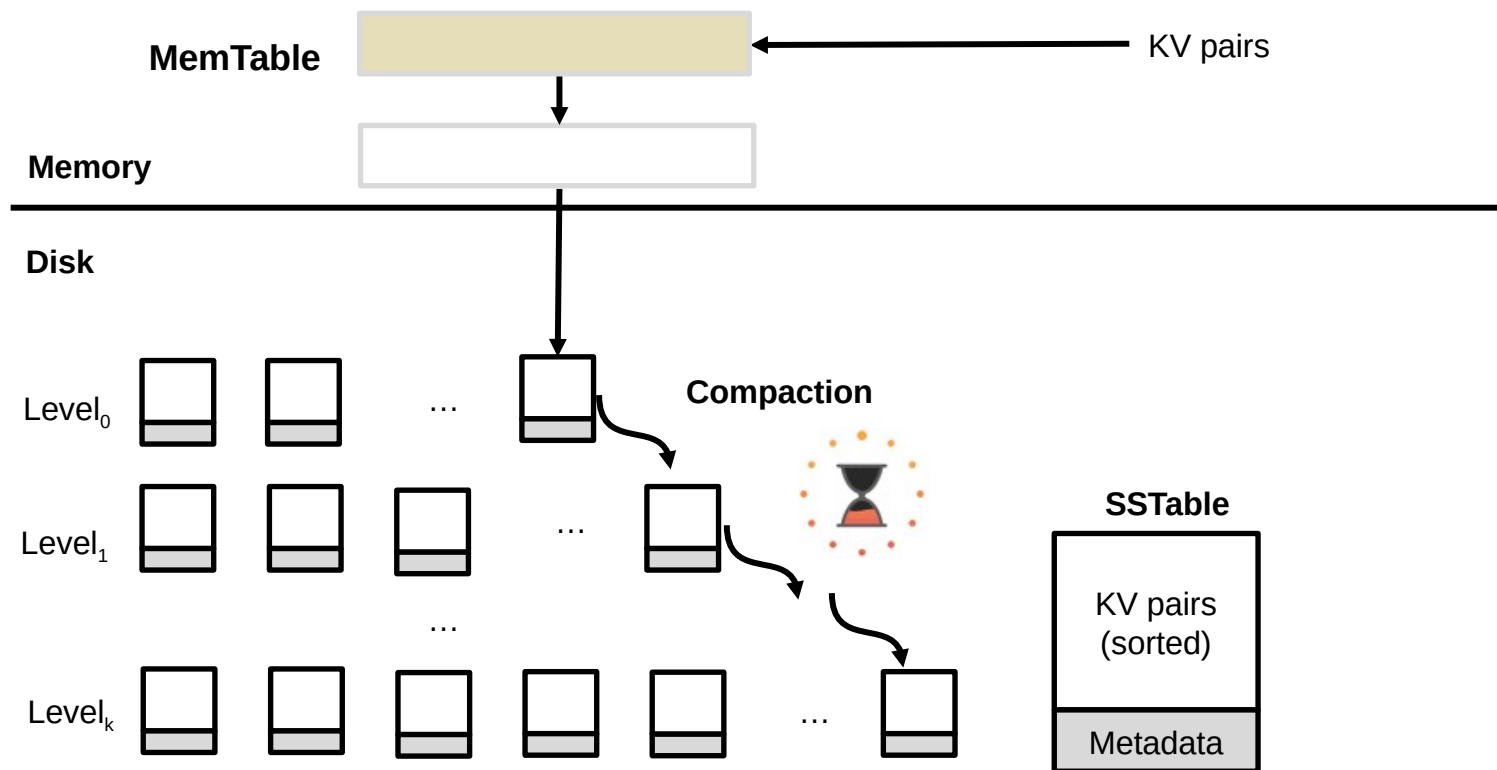 MemTable
KV pairs
Memory
Disk
Level₀
...
Compaction
Level₁
...
SSTable
KV pairs
(sorted)
...
Levelₖ
...
Metadata